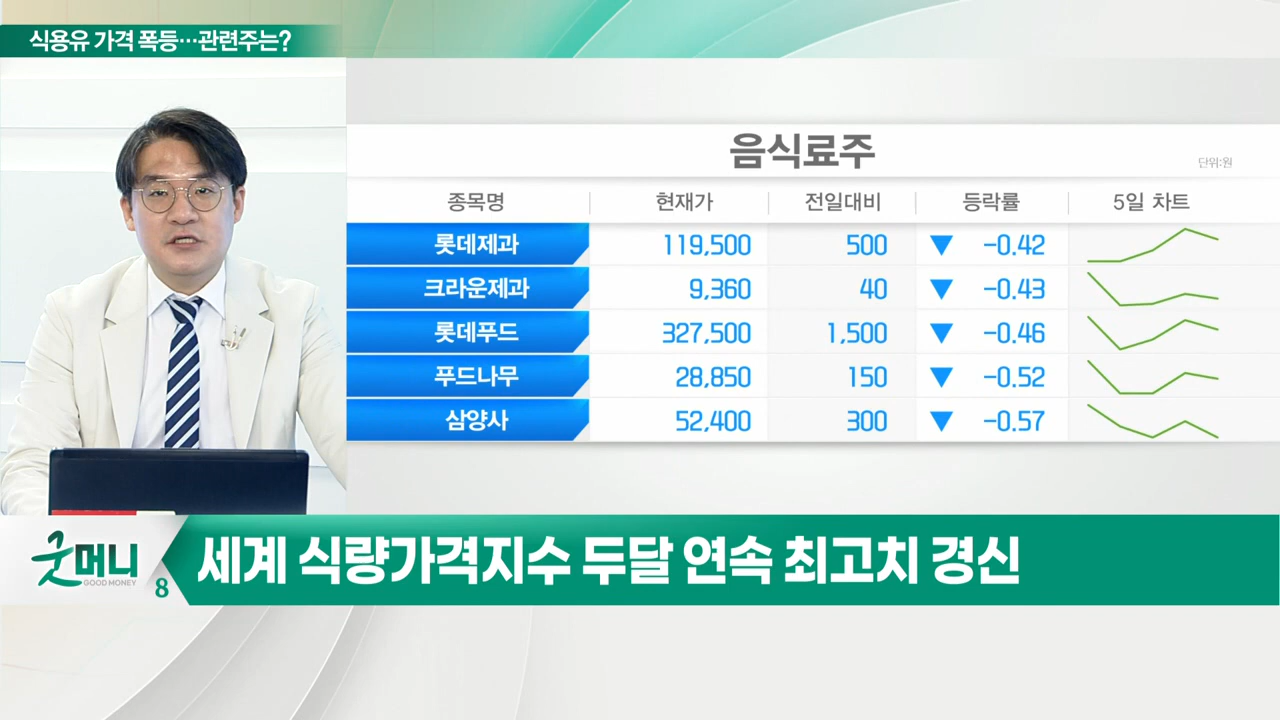 식용유 가격 폭등…관련주는?
음식료주
단위:원
종목명 현재가 전일대비 등락률 5일 차트
롯데제과 119,500 500 ▼ -0.42
크라운제과 9,360 40 ▼ -0.43
롯데푸드 327,500 1,500 ▼ -0.46
푸드나무 28,850 150 ▼ -0.52
삼양사 52,400 300 ▼ -0.57
굿머니
GOOD MONEY
8
세계 식량가격지수 두달 연속 최고치 경신